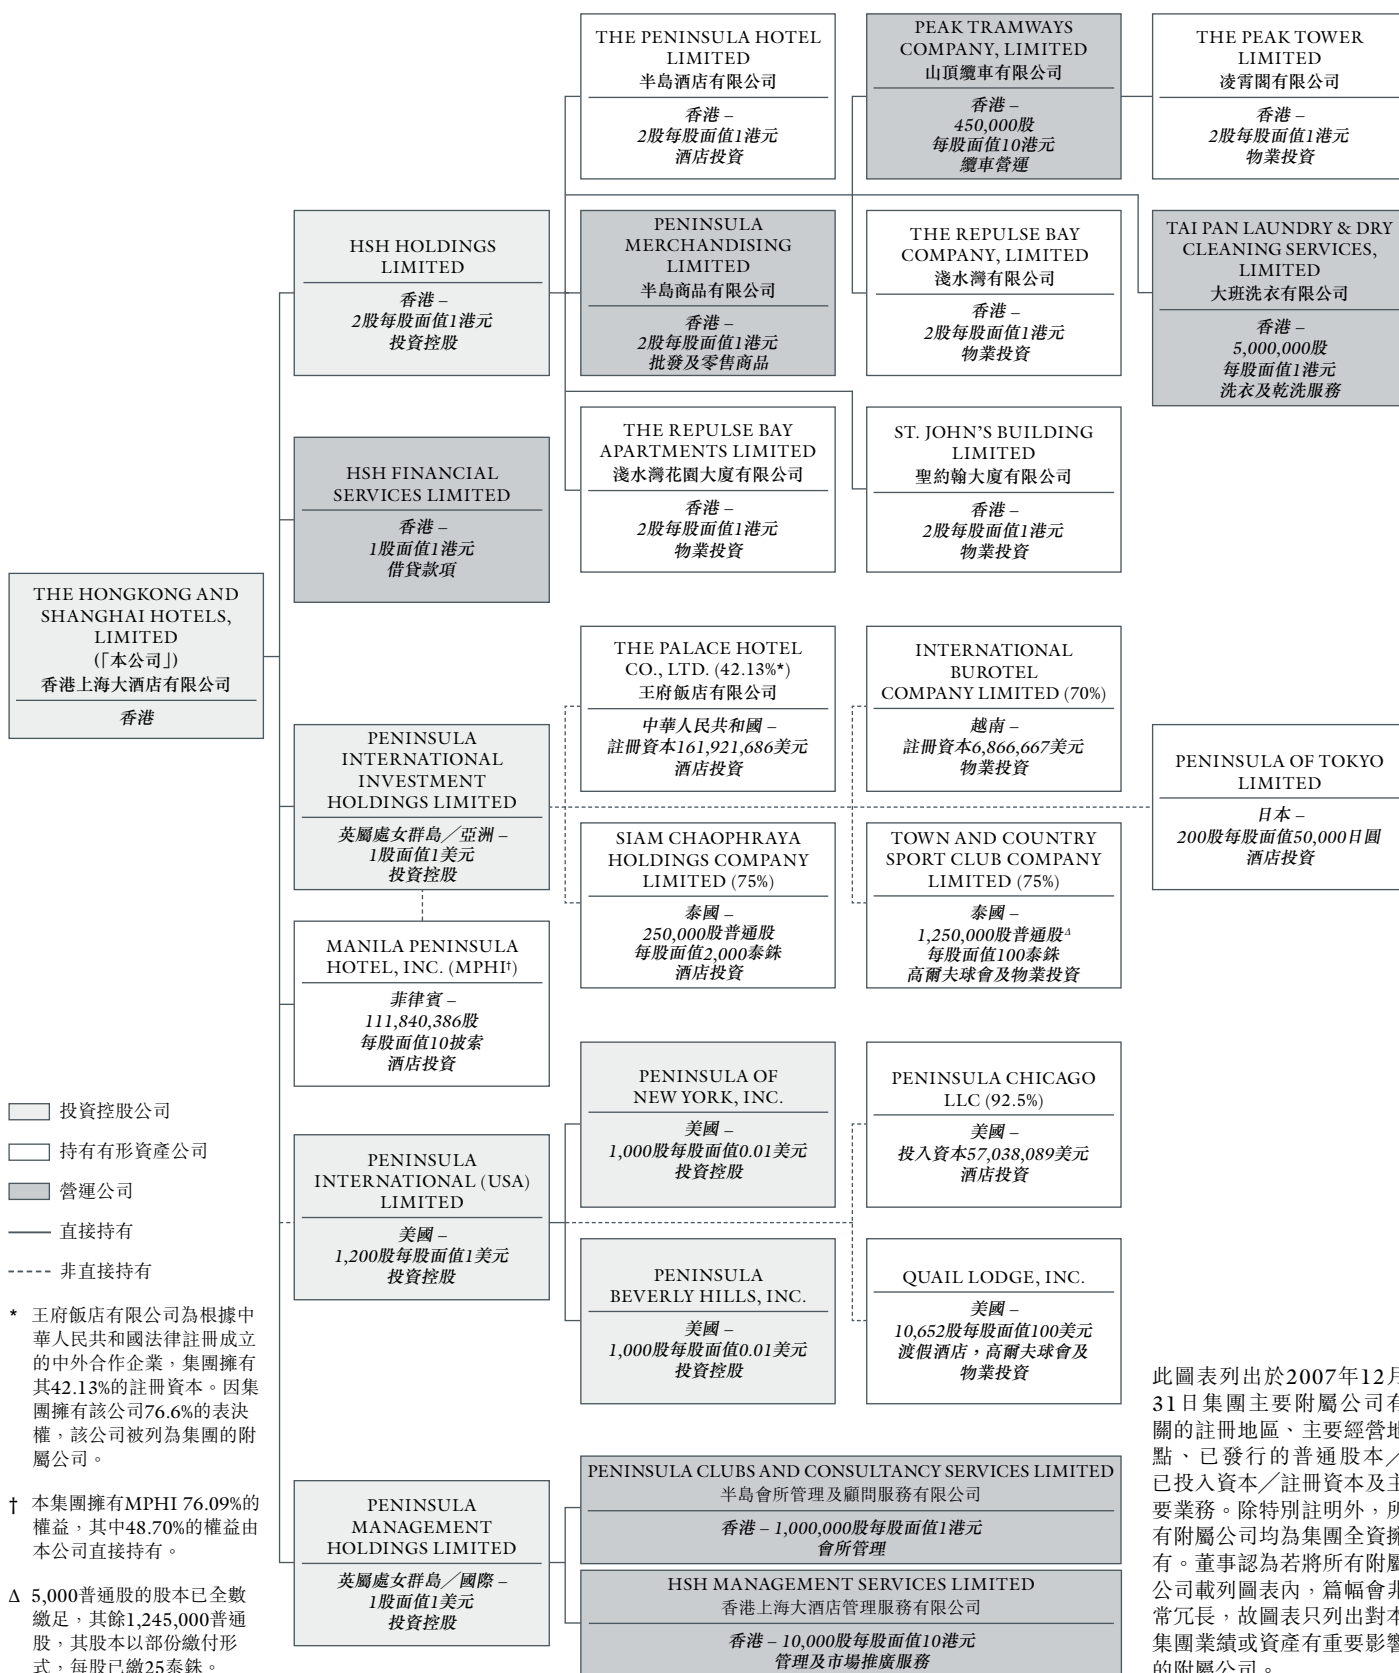 THE HONGKONG AND
SHANGHAI HOTELS,
LIMITED
(「本公司」)
香港上海大酒店有限公司
香港
HSH HOLDINGS
LIMITED
香港 –
2股每股面值1港元
投資控股
THE PENINSULA HOTEL
LIMITED
半島酒店有限公司
香港 –
2股每股面值1港元
酒店投資
PEAK TRAMWAYS
COMPANY, LIMITED
山頂纜車有限公司
香港 –
450,000股
每股面值10港元
纜車營運
THE PEAK TOWER
LIMITED
凌霄閣有限公司
香港 –
2股每股面值1港元
物業投資
PENINSULA
MERCHANDISING
LIMITED
半島商品有限公司
香港 –
2股每股面值1港元
批發及零售商品
THE REPULSE BAY
COMPANY, LIMITED
淺水灣有限公司
香港 –
2股每股面值1港元
物業投資
TAI PAN LAUNDRY & DRY
CLEANING SERVICES,
LIMITED
大班洗衣有限公司
香港 –
5,000,000股
每股面值1港元
洗衣及乾洗服務
THE REPULSE BAY
APARTMENTS LIMITED
淺水灣花園大廈有限公司
香港 –
2股每股面值1港元
物業投資
ST. JOHN'S BUILDING
LIMITED
聖約翰大廈有限公司
香港 –
2股每股面值1港元
物業投資
HSH FINANCIAL
SERVICES LIMITED
香港 –
1股面值1港元
借貸款項
PENINSULA
INTERNATIONAL
INVESTMENT
HOLDINGS LIMITED
英屬處女群島／亞洲 –
1股面值1美元
投資控股
THE PALACE HOTEL
CO., LTD. (42.13%*)
王府飯店有限公司
中華人民共和國 –
註冊資本161,921,686美元
酒店投資
INTERNATIONAL
BUROTEL
COMPANY LIMITED (70%)
越南 –
註冊資本6,866,667美元
物業投資
PENINSULA OF TOKYO
LIMITED
日本 –
200股每股面值50,000日圓
酒店投資
SIAM CHAOPHRAYA
HOLDINGS COMPANY
LIMITED (75%)
泰國 –
250,000股普通股
每股面值2,000泰銖
酒店投資
TOWN AND COUNTRY
SPORT CLUB COMPANY
LIMITED (75%)
泰國 –
1,250,000股普通股Δ
每股面值100泰銖
高爾夫球會及物業投資
MANILA PENINSULA
HOTEL, INC. (MPHI†)
菲律賓 –
111,840,386股
每股面值10披索
酒店投資
PENINSULA
INTERNATIONAL (USA)
LIMITED
美國 –
1,200股每股面值1美元
投資控股
PENINSULA OF
NEW YORK, INC.
美國 –
1,000股每股面值0.01美元
投資控股
PENINSULA CHICAGO
LLC (92.5%)
美國 –
投入資本57,038,089美元
酒店投資
PENINSULA
BEVERLY HILLS, INC.
美國 –
1,000股每股面值0.01美元
投資控股
QUAIL LODGE, INC.
美國 –
10,652股每股面值100美元
渡假酒店，高爾夫球會及
物業投資
PENINSULA
MANAGEMENT
HOLDINGS LIMITED
英屬處女群島／國際 –
1股面值1美元
投資控股
PENINSULA CLUBS AND CONSULTANCY SERVICES LIMITED
半島會所管理及顧問服務有限公司
香港 – 1,000,000股每股面值1港元
會所管理
HSH MANAGEMENT SERVICES LIMITED
香港上海大酒店管理服務有限公司
香港 – 10,000股每股面值10港元
管理及市場推廣服務
投資控股公司
持有有形資產公司
營運公司
直接持有
非直接持有
* 王府飯店有限公司為根據中
華人民共和國法律註冊成立
的中外合作企業，集團擁有
其42.13%的註冊資本。因集
團擁有該公司76.6%的表決
權，該公司被列為集團的附
屬公司。
† 本集團擁有MPHI 76.09%的
權益，其中48.70%的權益由
本公司直接持有。
Δ 5,000普通股的股本已全數
繳足，其餘1,245,000普通
股，其股本以部份繳付形
式，每股已繳25泰銖。
此圖表列出於2007年12月
31日集團主要附屬公司有
關的註冊地區、主要經營地
點、已發行的普通股本／
已投入資本／註冊資本及主
要業務。除特別註明外，所
有附屬公司均為集團全資擁
有。董事認為若將所有附屬
公司載列圖表內，篇幅會非
常冗長，故圖表只列出對本
集團業績或資產有重要影響
的附屬公司。